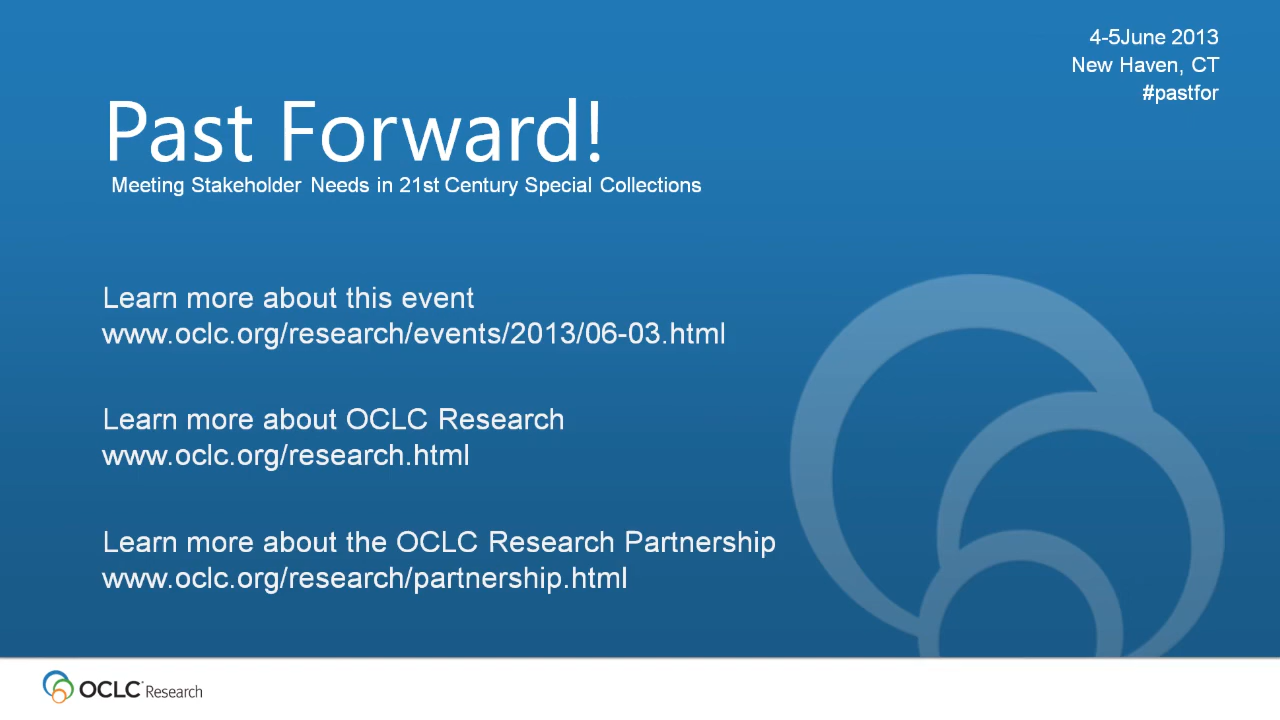 4-5June 2013
New Haven, CT
#pastfor
Past Forward!
Meeting Stakeholder Needs in 21st Century Special Collections
Learn more about this event
www.oclc.org/research/events/2013/06-03.html
Learn more about OCLC Research
www.oclc.org/research.html
Learn more about the OCLC Research Partnership
www.oclc.org/research/partnership.html
OCLC Research